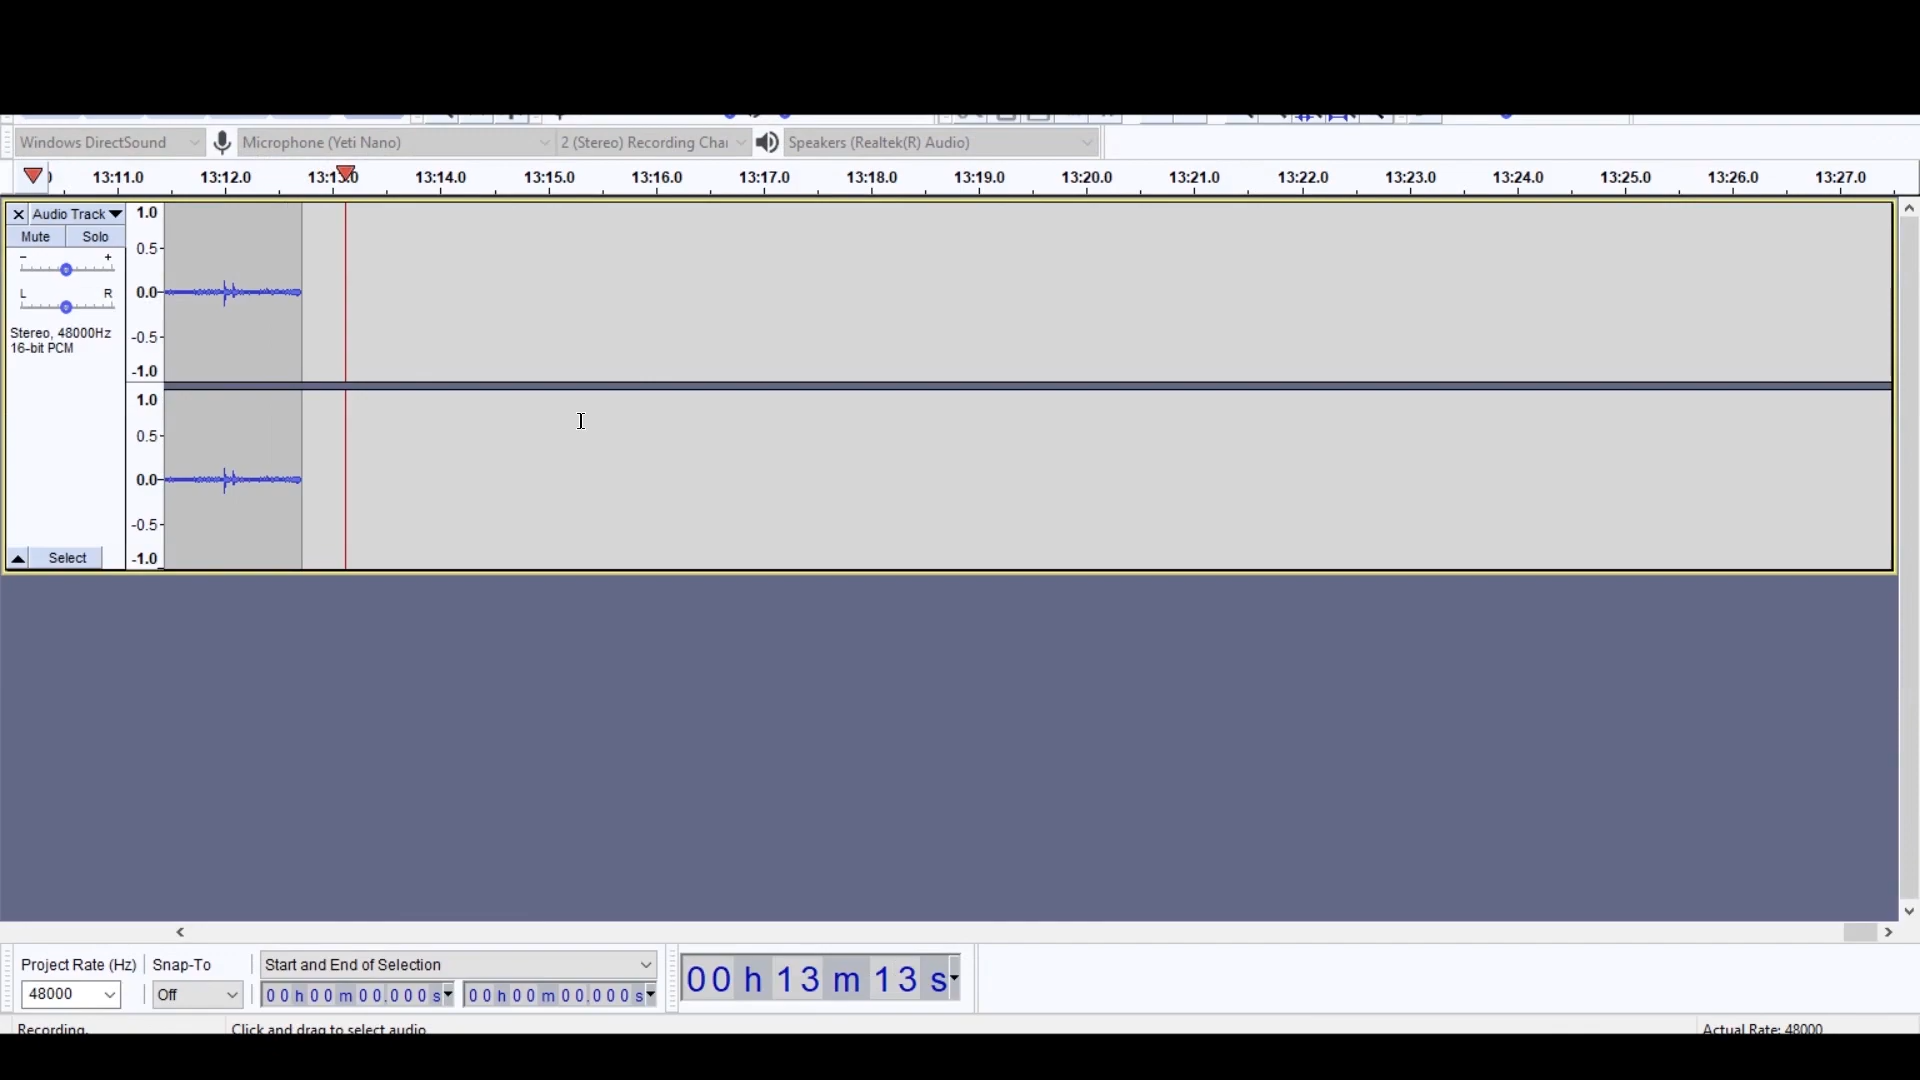 Windows DirectSound Microphone (Yeti Nano) 2 (Stereo) Recording Chai Speakers (Realtek(R) Audio)
13:11.0 13:12.0 13:13.0 13:14.0 13:15.0 13:16.0 13:17.0 13:18.0 13:19.0 13:20.0 13:21.0 13:22.0 13:23.0 13:24.0 13:25.0 13:26.0 13:27.0
Audio Track 1.0
Mute Solo
- + 0.5
L R 0.0
Stereo, 48000Hz -0.5
16-bit PCM
-1.0
1.0
0.5
0.0
-0.5
Select -1.0
Project Rate (Hz) Snap-To Start and End of Selection
48000 Off 00 h 00 m 00.000 s 00 h 00 m 00.000 s 00 h 13 m 13 s
Recording. Click and drag to select audio Actual Rate: 48000